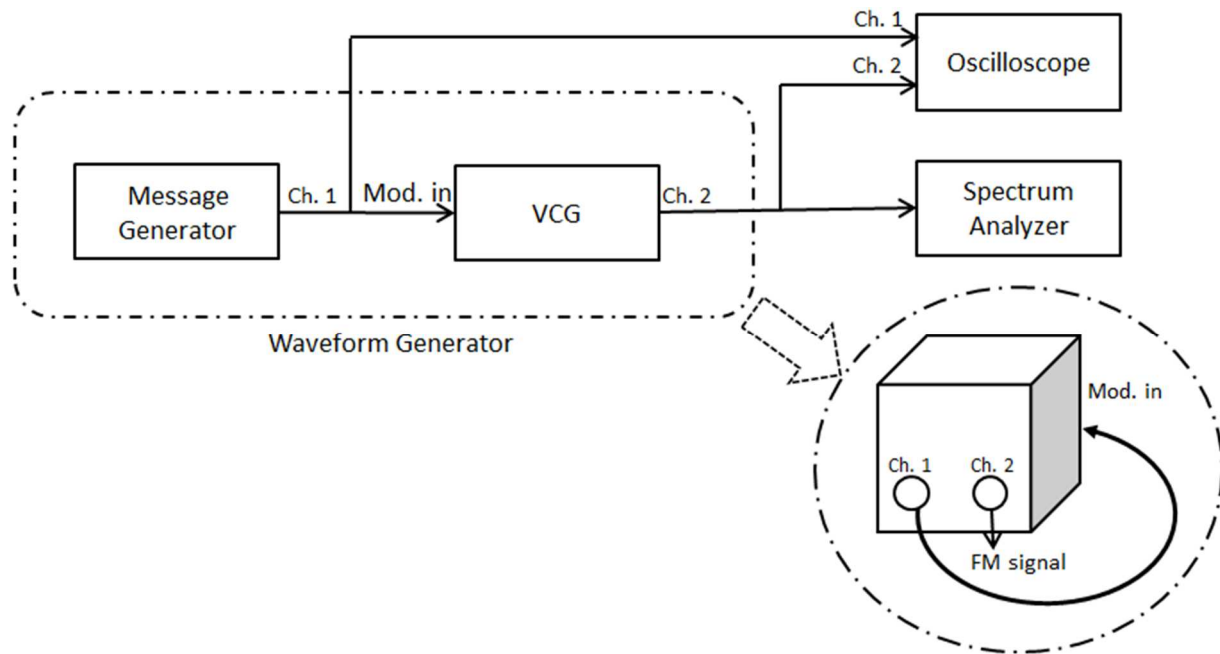 Ch. 1
Ch. 2
Oscilloscope
Message
Generator
Ch. 1
Mod. in
VCG
Ch. 2
Spectrum
Analyzer
Waveform Generator
Mod. in
Ch. 1
Ch. 2
FM signal